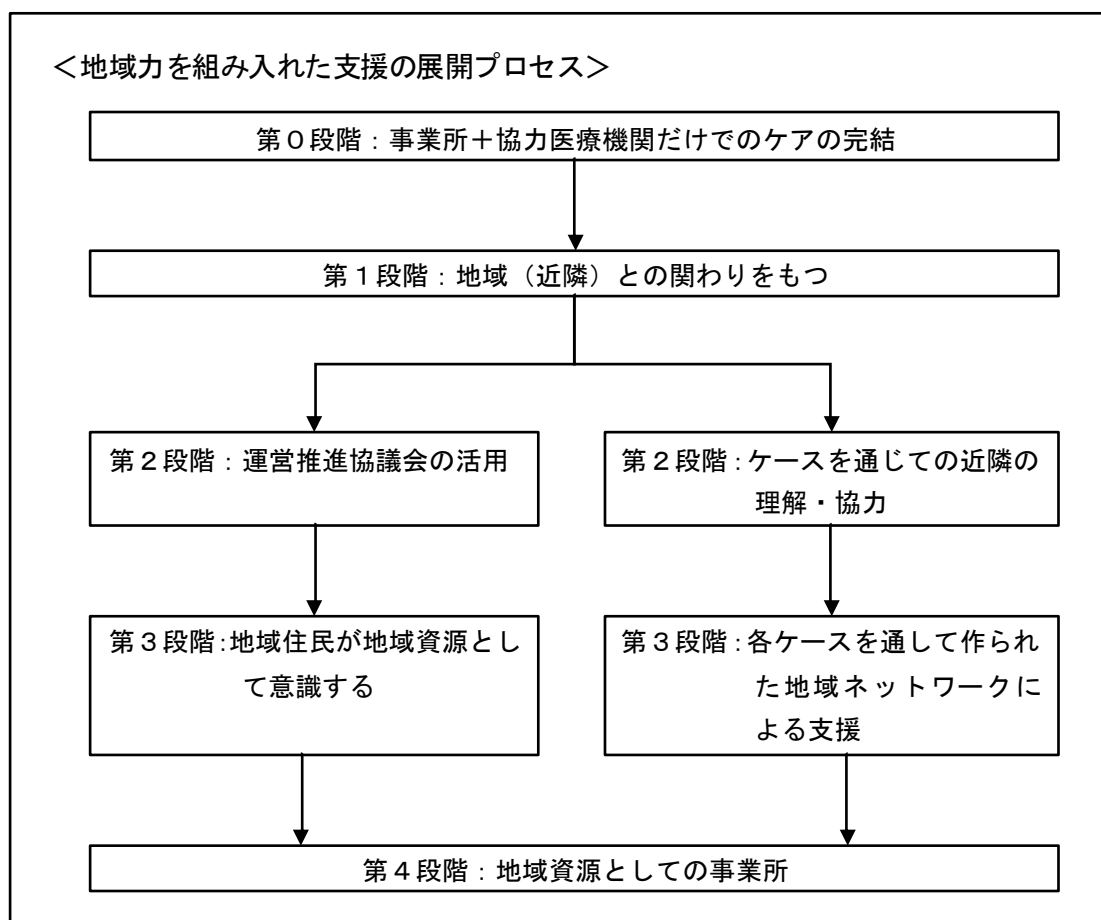 ＜地域力を組み入れた支援の展開プロセス＞
第０段階：事業所＋協力医療機関だけでのケアの完結
第１段階：地域（近隣）との関わりをもつ
第２段階：運営推進協議会の活用
第２段階：ケースを通じての近隣の
理解・協力
第３段階：地域住民が地域資源とし
て意識する
第３段階：各ケースを通して作られ
た地域ネットワークに
よる支援
第４段階：地域資源としての事業所